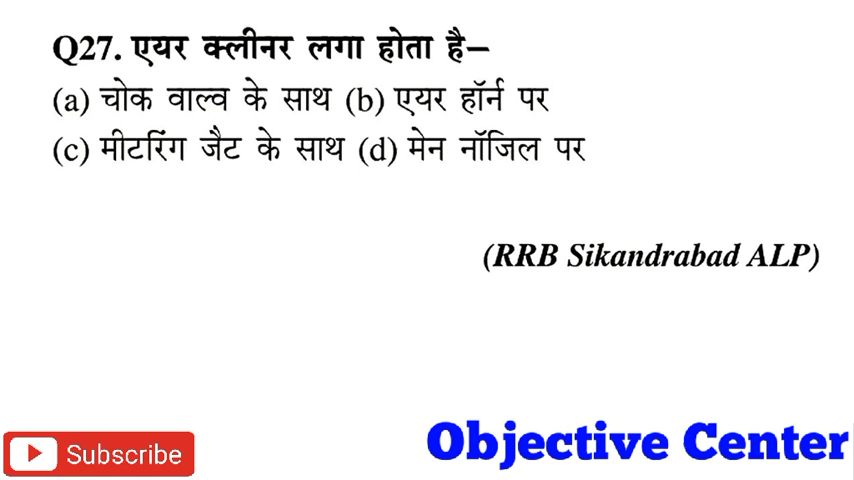 Q27. एयर क्लीनर लगा होता है–
(a) चोक वाल्व के साथ (b) एयर हॉर्न पर
(c) मीटरिंग जैट के साथ (d) मेन नॉजिल पर
(RRB Sikandrabad ALP)
Subscribe
Objective Center